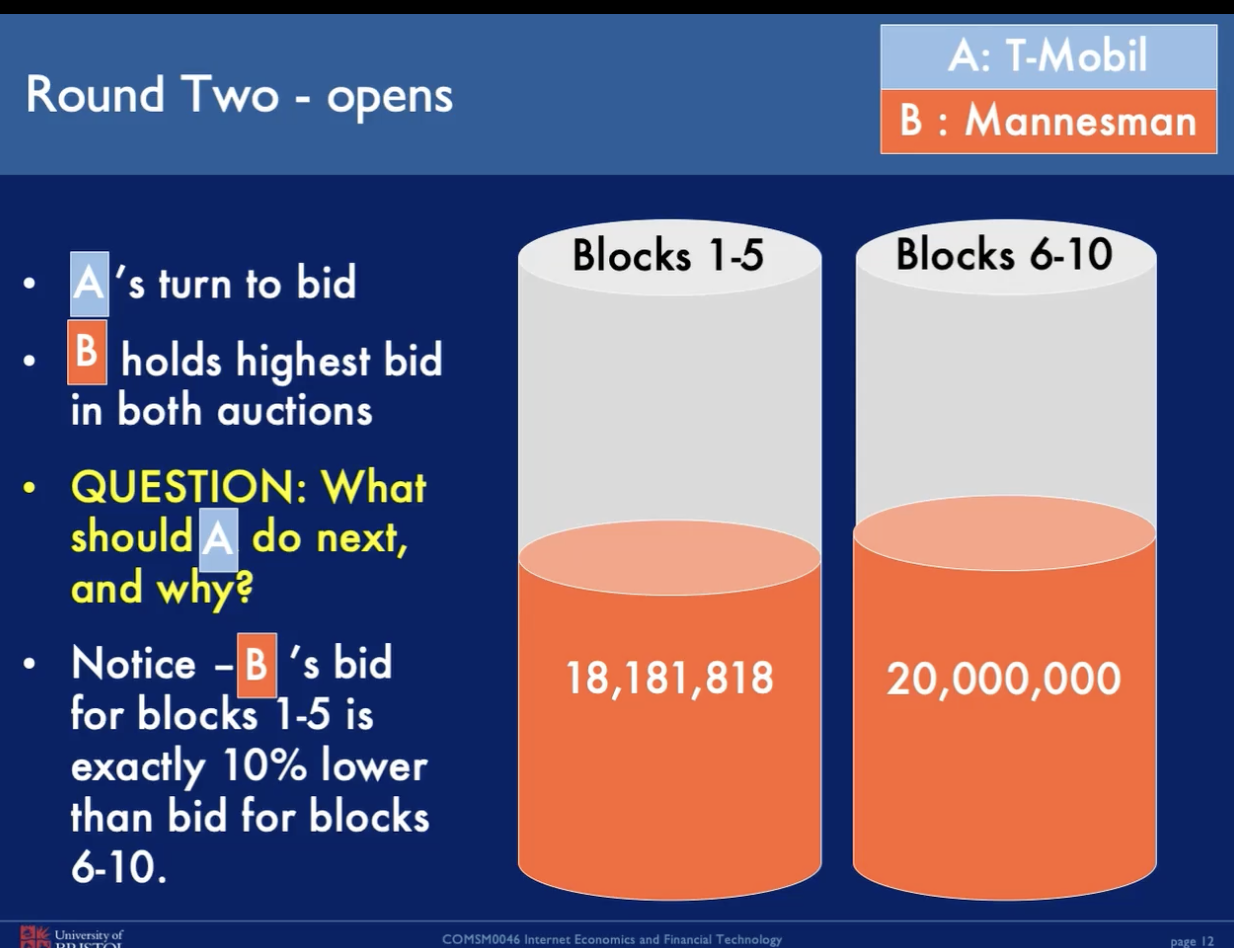 Round Two - opens
A: T-Mobil
B : Mannesman
• A 's turn to bid
• B holds highest bid
in both auctions
• QUESTION: What
should A do next,
and why?
• Notice – B 's bid
for blocks 1-5 is
exactly 10% lower
than bid for blocks
6-10.
Blocks 1-5
18,181,818
Blocks 6-10
20,000,000
University of
BRISTOL
COMSM0046 Internet Economics and Financial Technology
page 12